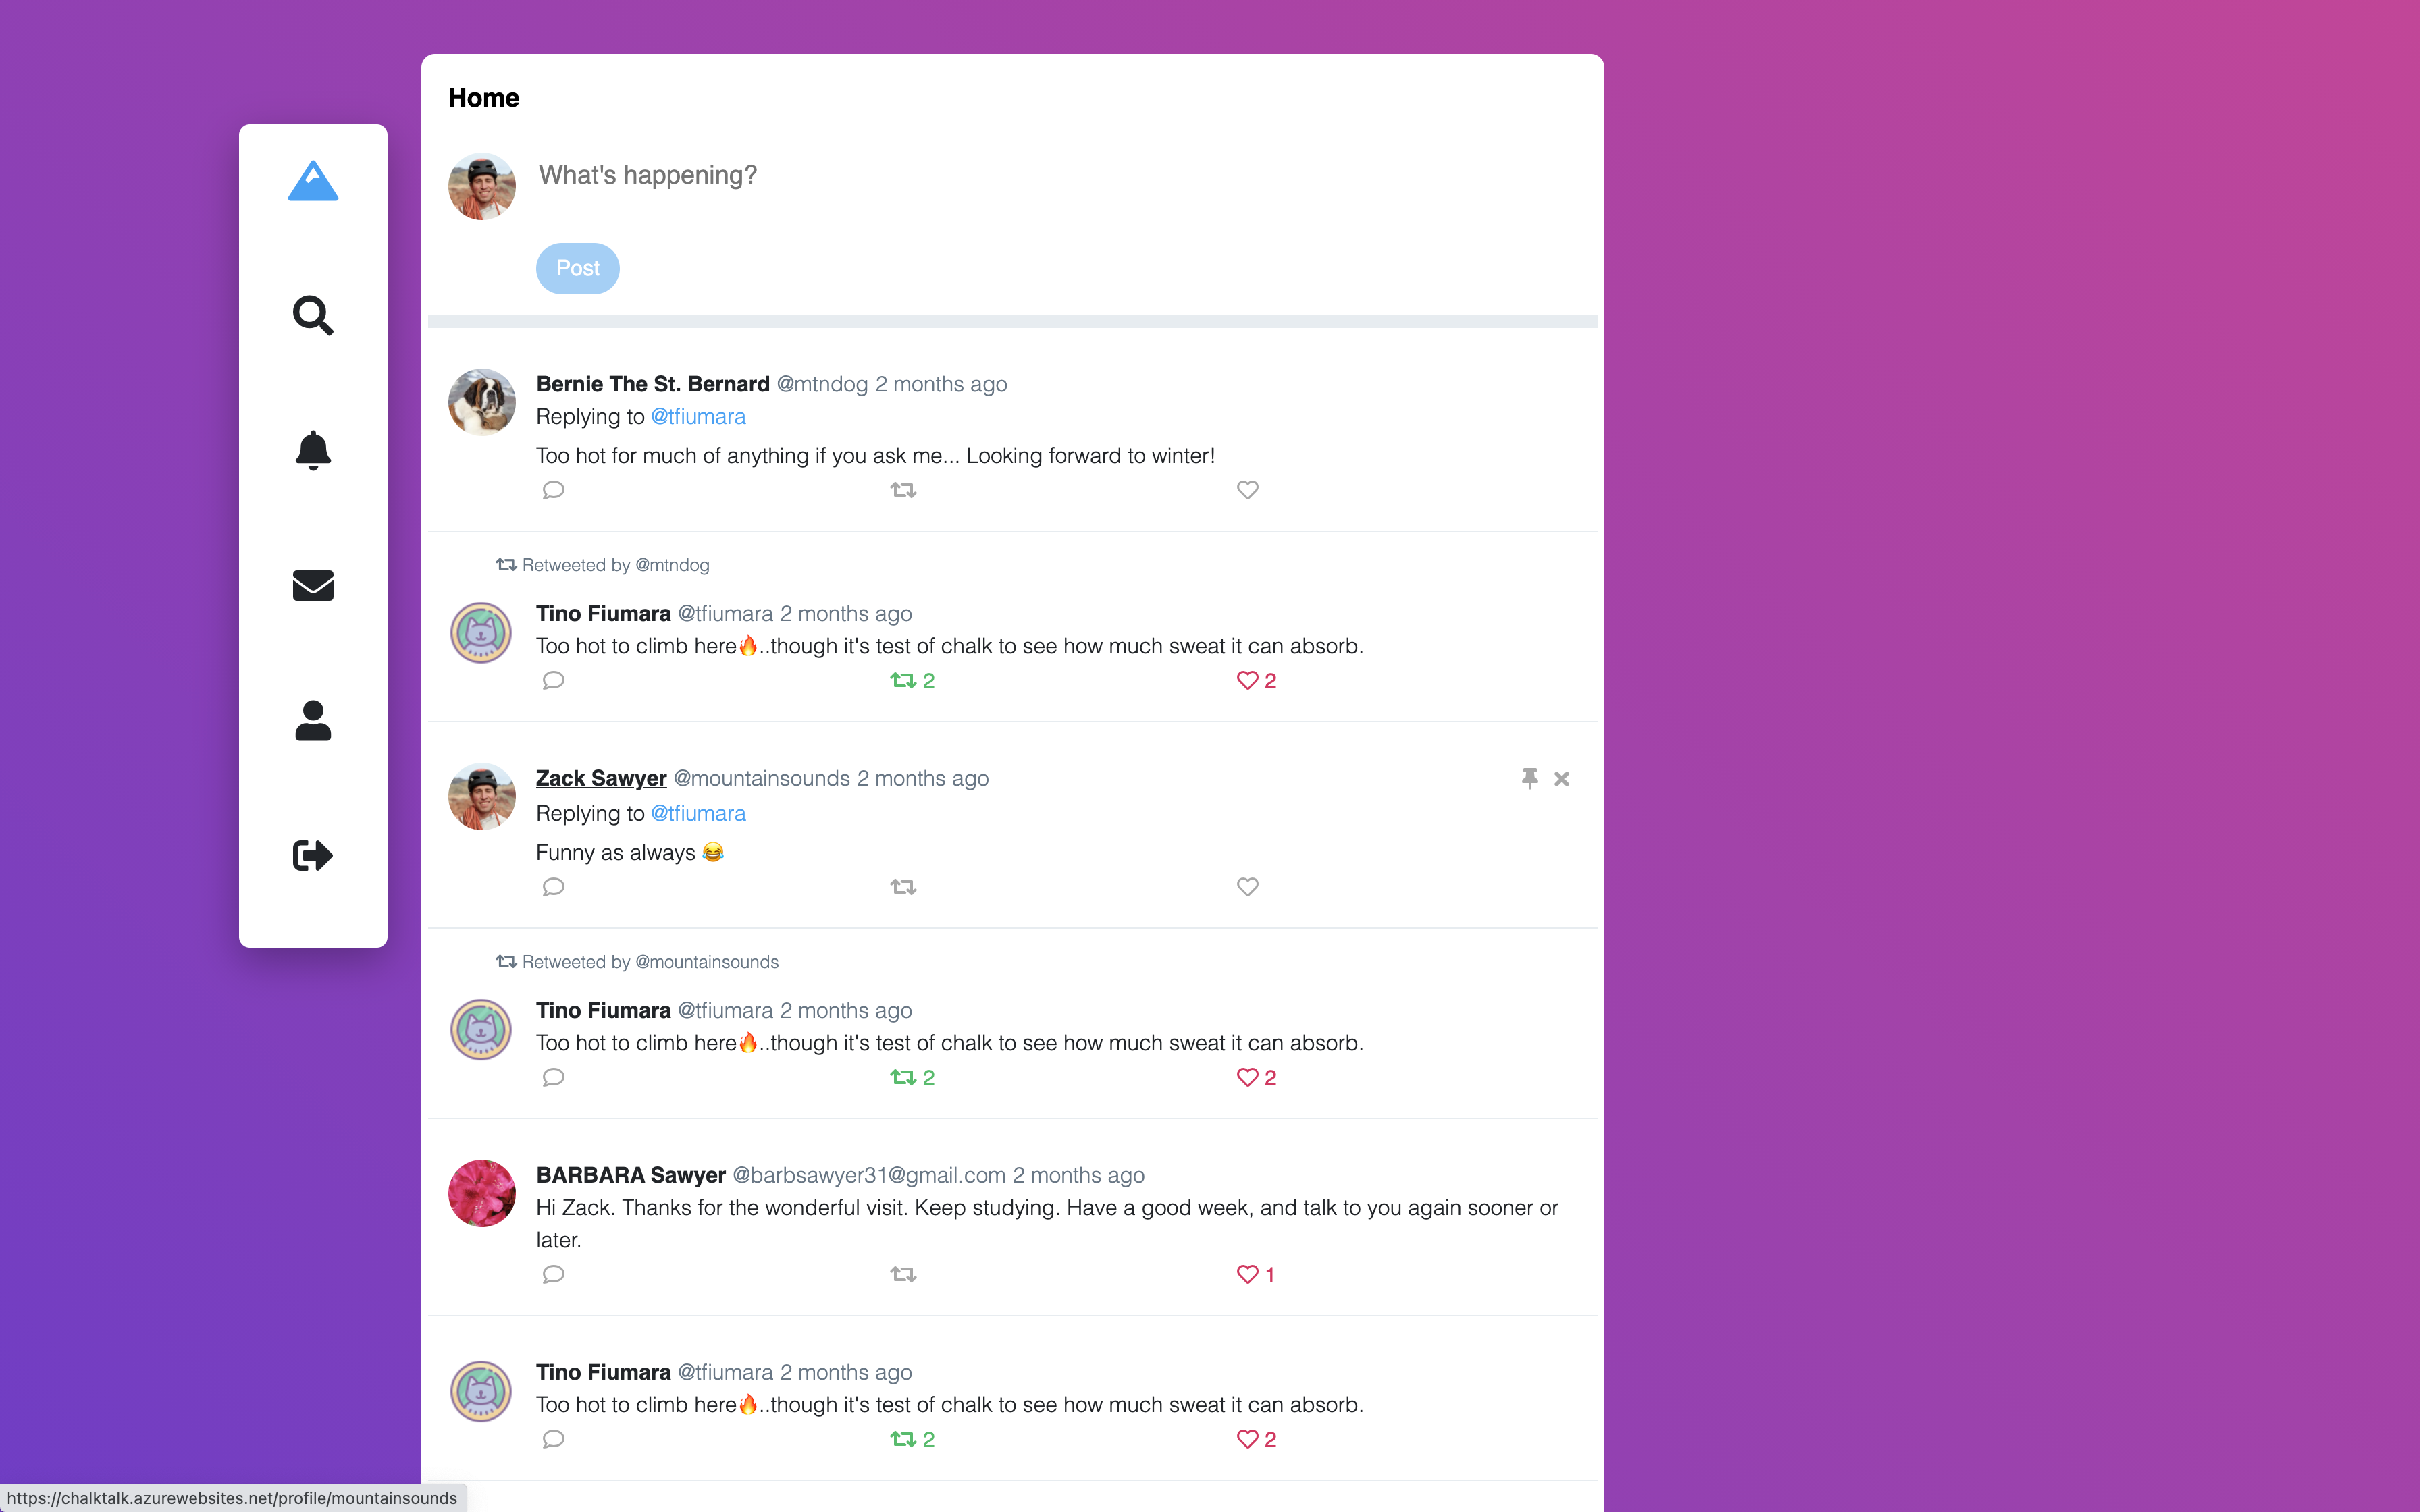 Home
What's happening?
Post
Bernie The St. Bernard @mtndog 2 months ago
Replying to @tfiumara
Too hot for much of anything if you ask me... Looking forward to winter!
Retweeted by @mtndog
Tino Fiumara @tfiumara 2 months ago
Too hot to climb here🔥..though it's test of chalk to see how much sweat it can absorb.
2 2
Zack Sawyer @mountainsounds 2 months ago
Replying to @tfiumara
Funny as always 😂
Retweeted by @mountainsounds
Tino Fiumara @tfiumara 2 months ago
Too hot to climb here🔥..though it's test of chalk to see how much sweat it can absorb.
2 2
BARBARA Sawyer @barbsawyer31@gmail.com 2 months ago
Hi Zack. Thanks for the wonderful visit. Keep studying. Have a good week, and talk to you again sooner or
later.
1
Tino Fiumara @tfiumara 2 months ago
Too hot to climb here🔥..though it's test of chalk to see how much sweat it can absorb.
2 2
https://chalktalk.azurewebsites.net/profile/mountainsounds